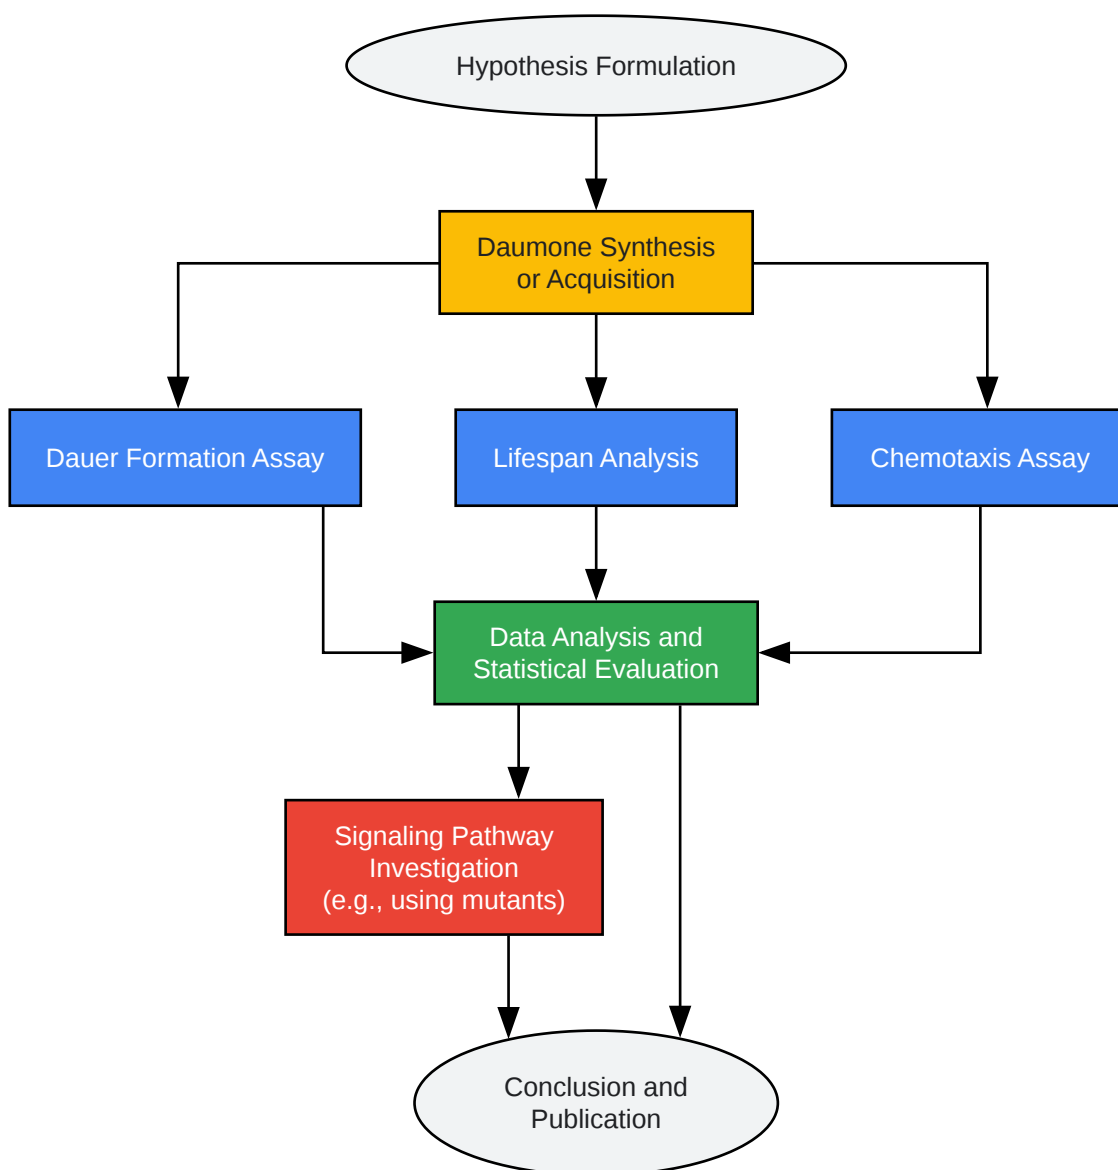 Hypothesis Formulation
Daumone Synthesis
or Acquisition
Dauer Formation Assay
Lifespan Analysis
Chemotaxis Assay
Data Analysis and
Statistical Evaluation
Signaling Pathway
Investigation
(e.g., using mutants)
Conclusion and
Publication